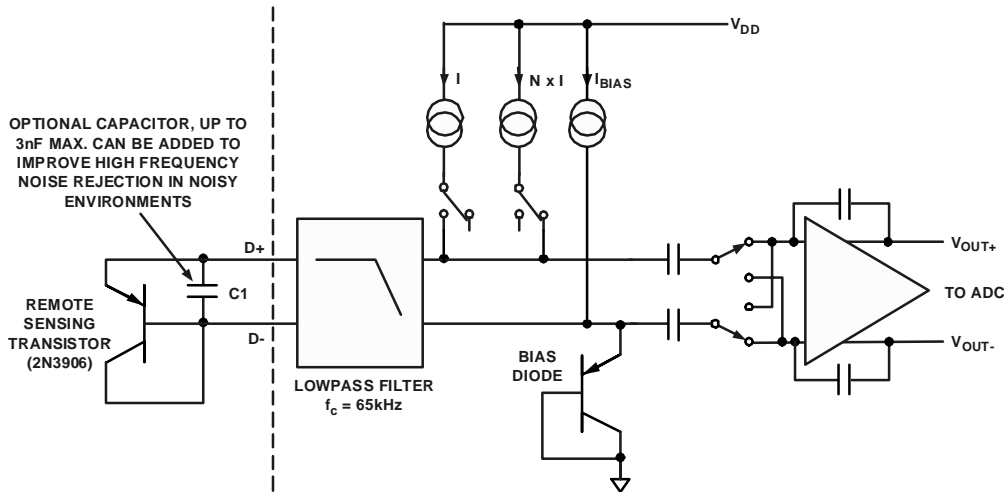 V_DD
I
N x I
I_BIAS
OPTIONAL CAPACITOR, UP TO
3nF MAX. CAN BE ADDED TO
IMPROVE HIGH FREQUENCY
NOISE REJECTION IN NOISY
ENVIRONMENTS
D+
C1
REMOTE
SENSING
TRANSISTOR
(2N3906)
D-
LOWPASS FILTER
f_c = 65kHz
BIAS
DIODE
V_OUT+
TO ADC
V_OUT-